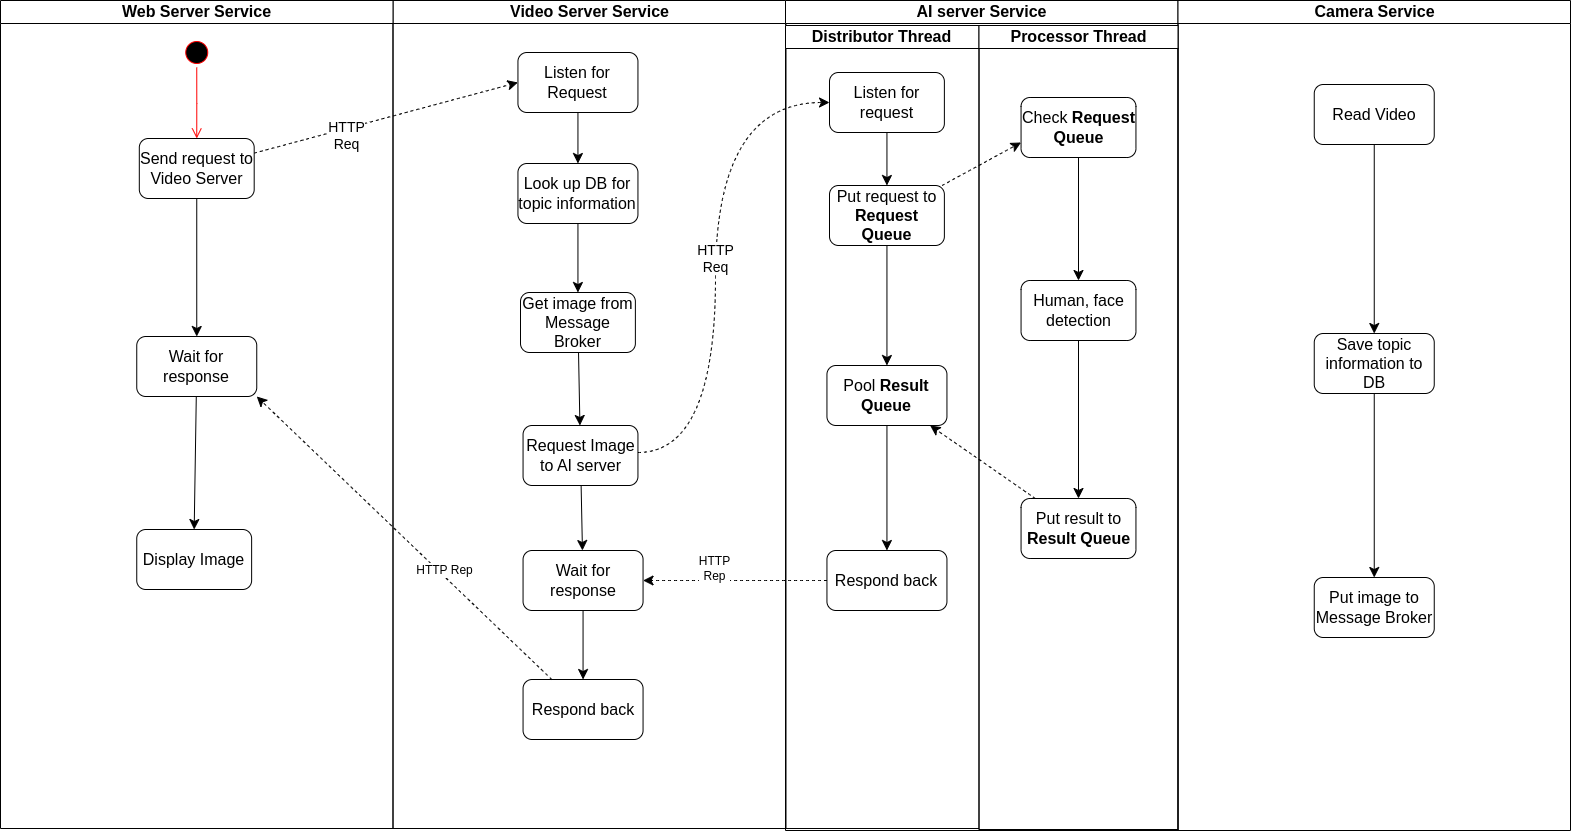 Web Server Service
Video Server Service
AI server Service
Camera Service
Distributor Thread
Processor Thread
Send request to
Video Server
Wait for
response
Display Image
HTTP
Req
HTTP Rep
Listen for
Request
Look up DB for
topic information
Get image from
Message
Broker
Request Image
to AI server
Wait for
response
Respond back
HTTP
Req
HTTP
Rep
Listen for
request
Put request to
Request
Queue
Pool Result
Queue
Respond back
Check Request
Queue
Human, face
detection
Put result to
Result Queue
Read Video
Save topic
information to
DB
Put image to
Message Broker